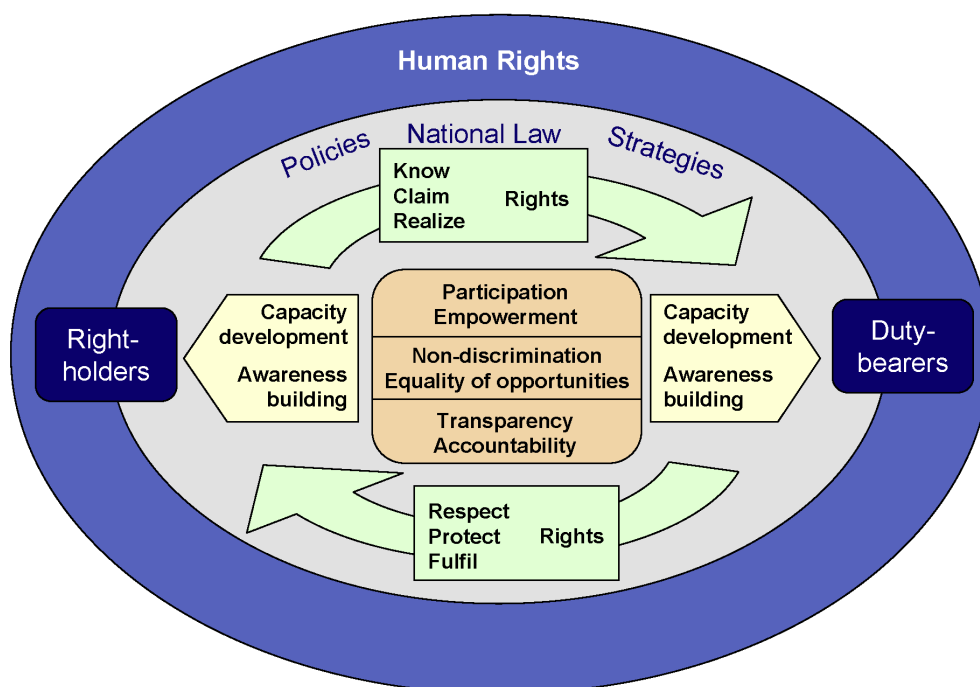 Human Rights
Policies
National Law
Strategies
Know
Claim
Realize
Rights
Right-
holders
Capacity
development
Awareness
building
Participation
Empowerment
Non-discrimination
Equality of opportunities
Transparency
Accountability
Capacity
development
Awareness
building
Duty-
bearers
Respect
Protect
Fulfil
Rights